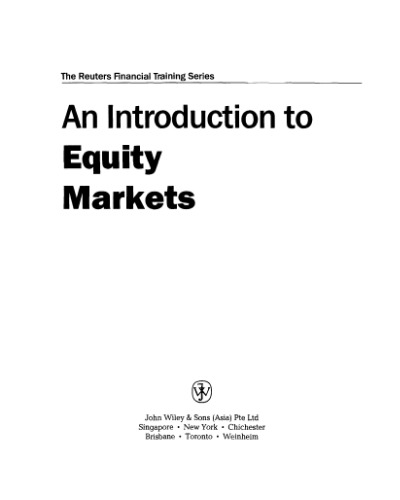 The Reuters Financial Training Series
An Introduction to
Equity
Markets
John Wiley & Sons (Asia) Pte Ltd
Singapore • New York • Chichester
Brisbane • Toronto • Weinheim